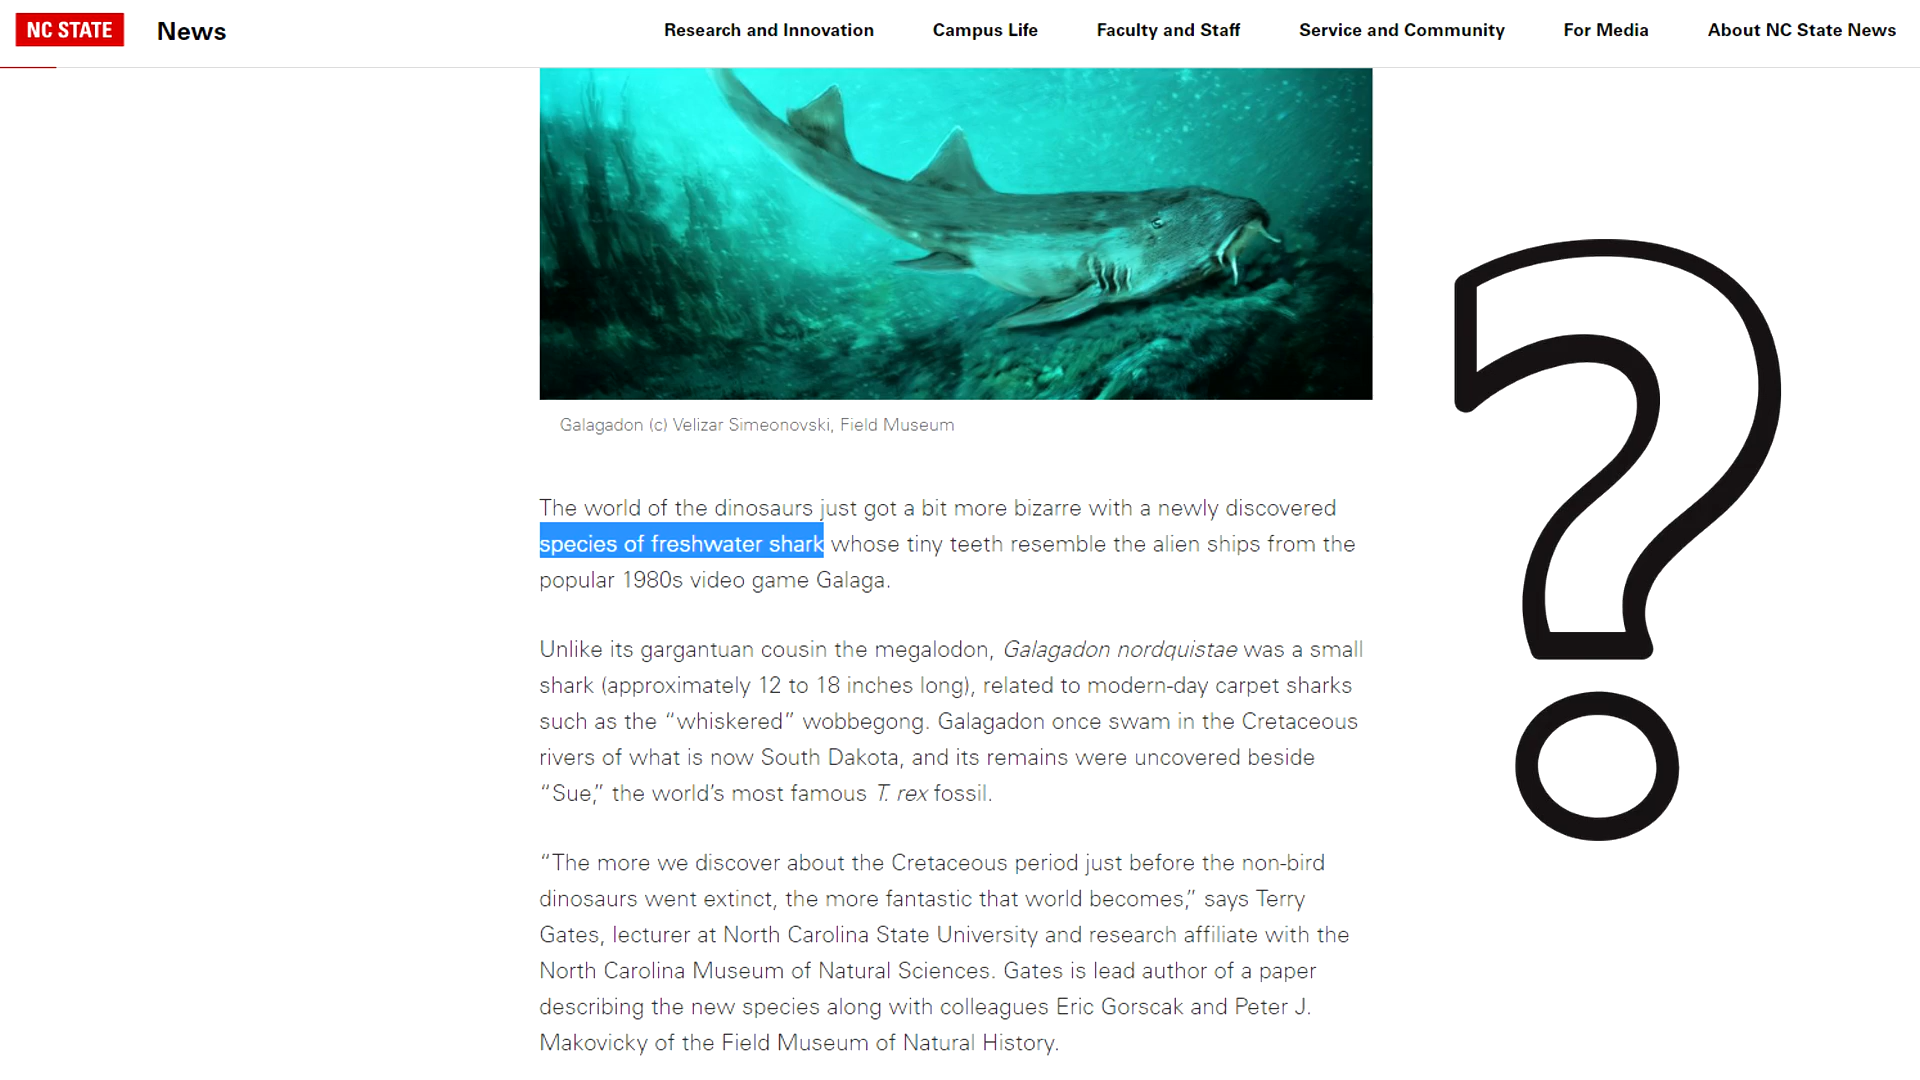 NC STATE News Research and Innovation Campus Life Faculty and Staff Service and Community For Media About NC State News
Galagadon (c) Velizar Simeonovski, Field Museum
The world of the dinosaurs just got a bit more bizarre with a newly discovered
species of freshwater shark whose tiny teeth resemble the alien ships from the
popular 1980s video game Galaga.
Unlike its gargantuan cousin the megalodon, Galagadon nordquistae was a small
shark (approximately 12 to 18 inches long), related to modern-day carpet sharks
such as the “whiskered” wobbegong. Galagadon once swam in the Cretaceous
rivers of what is now South Dakota, and its remains were uncovered beside
“Sue,” the world’s most famous T. rex fossil.
“The more we discover about the Cretaceous period just before the non-bird
dinosaurs went extinct, the more fantastic that world becomes,” says Terry
Gates, lecturer at North Carolina State University and research affiliate with the
North Carolina Museum of Natural Sciences. Gates is lead author of a paper
describing the new species along with colleagues Eric Gorscak and Peter J.
Makovicky of the Field Museum of Natural History.
?